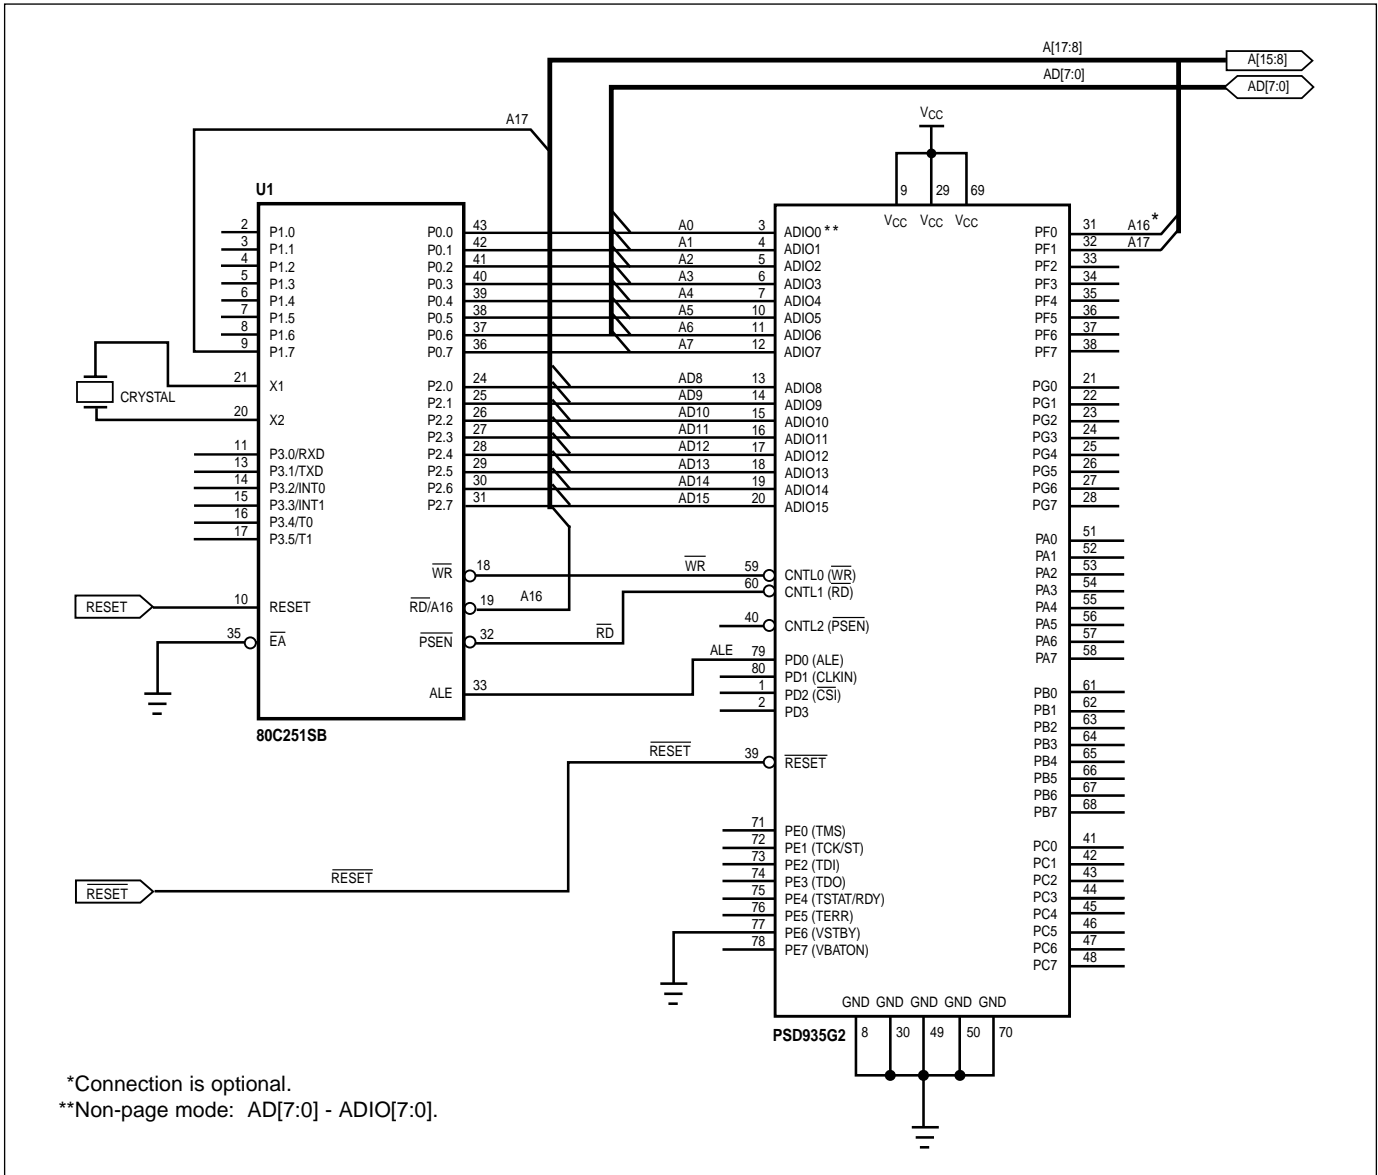 A[17:8]
A[15:8]
AD[7:0]
AD[7:0]
A17
VCC
U1
9 29 69
VCC VCC VCC
2 P1.0
3 P1.1
4 P1.2
5 P1.3
6 P1.4
7 P1.5
8 P1.6
9 P1.7
21 X1
CRYSTAL
20 X2
11 P3.0/RXD
13 P3.1/TXD
14 P3.2/INT0
15 P3.3/INT1
16 P3.4/T0
17 P3.5/T1
RESET
10 RESET
35 EA
P0.0 43 A0 3 ADIO0 **
P0.1 42 A1 4 ADIO1
P0.2 41 A2 5 ADIO2
P0.3 40 A3 6 ADIO3
P0.4 39 A4 7 ADIO4
P0.5 38 A5 10 ADIO5
P0.6 37 A6 11 ADIO6
P0.7 36 A7 12 ADIO7
P2.0 24 AD8 13 ADIO8
P2.1 25 AD9 14 ADIO9
P2.2 26 AD10 15 ADIO10
P2.3 27 AD11 16 ADIO11
P2.4 28 AD12 17 ADIO12
P2.5 29 AD13 18 ADIO13
P2.6 30 AD14 19 ADIO14
P2.7 31 AD15 20 ADIO15
WR 18 WR 59 CNTL0 (WR)
60 CNTL1 (RD)
RD/A16 19 A16
40 CNTL2 (PSEN)
PSEN 32 RD
ALE 79 PD0 (ALE)
80 PD1 (CLKIN)
ALE 33
1 PD2 (CSI)
2 PD3
80C251SB
RESET 39 RESET
71 PE0 (TMS)
72 PE1 (TCK/ST)
73 PE2 (TDI)
74 PE3 (TDO)
75 PE4 (TSTAT/RDY)
76 PE5 (TERR)
77 PE6 (VSTBY)
78 PE7 (VBATON)
RESET
RESET
PF0 31 A16 *
PF1 32 A17
PF2 33
PF3 34
PF4 35
PF5 36
PF6 37
PF7 38
PG0 21
PG1 22
PG2 23
PG3 24
PG4 25
PG5 26
PG6 27
PG7 28
PA0 51
PA1 52
PA2 53
PA3 54
PA4 55
PA5 56
PA6 57
PA7 58
PB0 61
PB1 62
PB2 63
PB3 64
PB4 65
PB5 66
PB6 67
PB7 68
PC0 41
PC1 42
PC2 43
PC3 44
PC4 45
PC5 46
PC6 47
PC7 48
GND GND GND GND GND
PSD935G2
8 30 49 50 70
*Connection is optional.
**Non-page mode: AD[7:0] - ADIO[7:0].